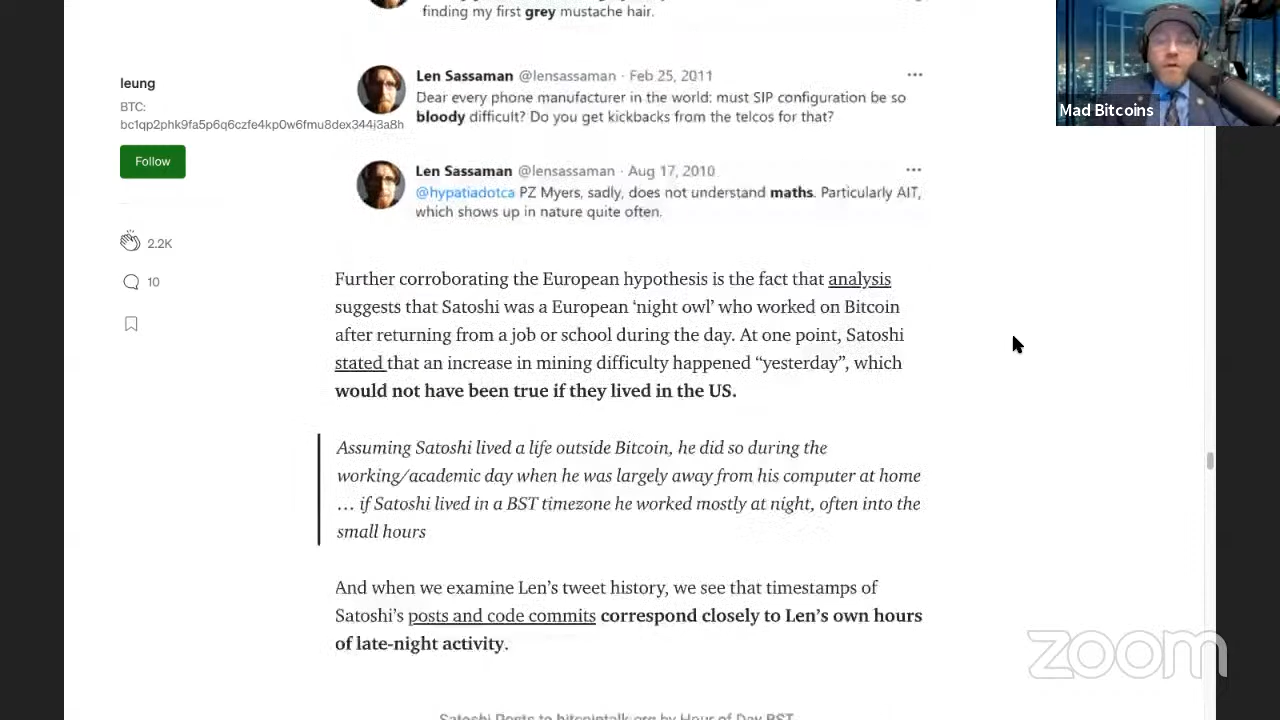 finding my first grey mustache hair.
leung
BTC:
bc1qp2phk9fa5p6q6czfe4kp0w6fmu8dex344j3a8h
Follow
2.2K
10
Len Sassaman @lensassaman · Feb 25, 2011
Dear every phone manufacturer in the world: must SIP configuration be so
bloody difficult? Do you get kickbacks from the telcos for that?
Len Sassaman @lensassaman · Aug 17, 2010
@hypatiadotca PZ Myers, sadly, does not understand maths. Particularly AIT,
which shows up in nature quite often.
Further corroborating the European hypothesis is the fact that analysis
suggests that Satoshi was a European ‘night owl’ who worked on Bitcoin
after returning from a job or school during the day. At one point, Satoshi
stated that an increase in mining difficulty happened “yesterday”, which
would not have been true if they lived in the US.
Assuming Satoshi lived a life outside Bitcoin, he did so during the
working/academic day when he was largely away from his computer at home
… if Satoshi lived in a BST timezone he worked mostly at night, often into the
small hours
And when we examine Len’s tweet history, we see that timestamps of
Satoshi’s posts and code commits correspond closely to Len’s own hours
of late-night activity.
Satoshi Posts to bitcointalk.org by Hour of Day BST
Mad Bitcoins
zoom